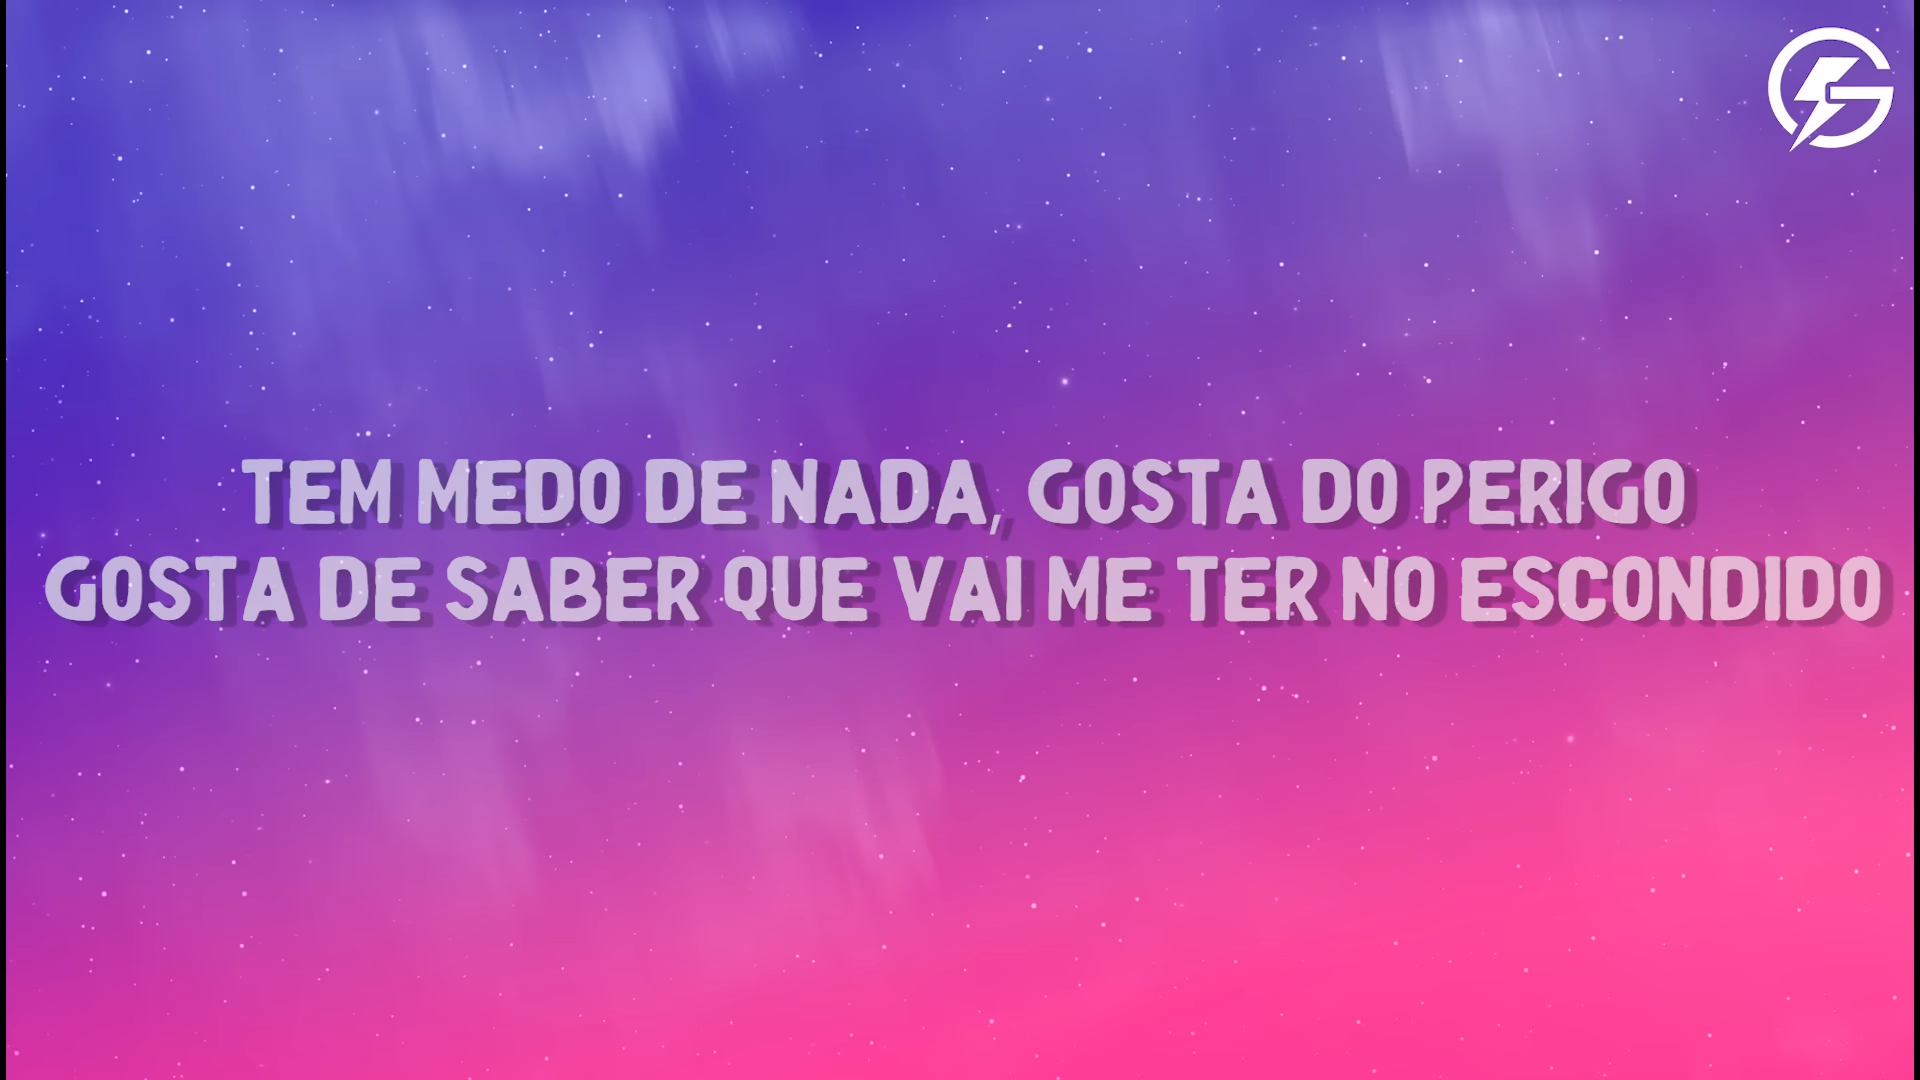 TEM MEDO DE NADA, GOSTA DO PERIGO
GOSTA DE SABER QUE VAI ME TER NO ESCONDIDO